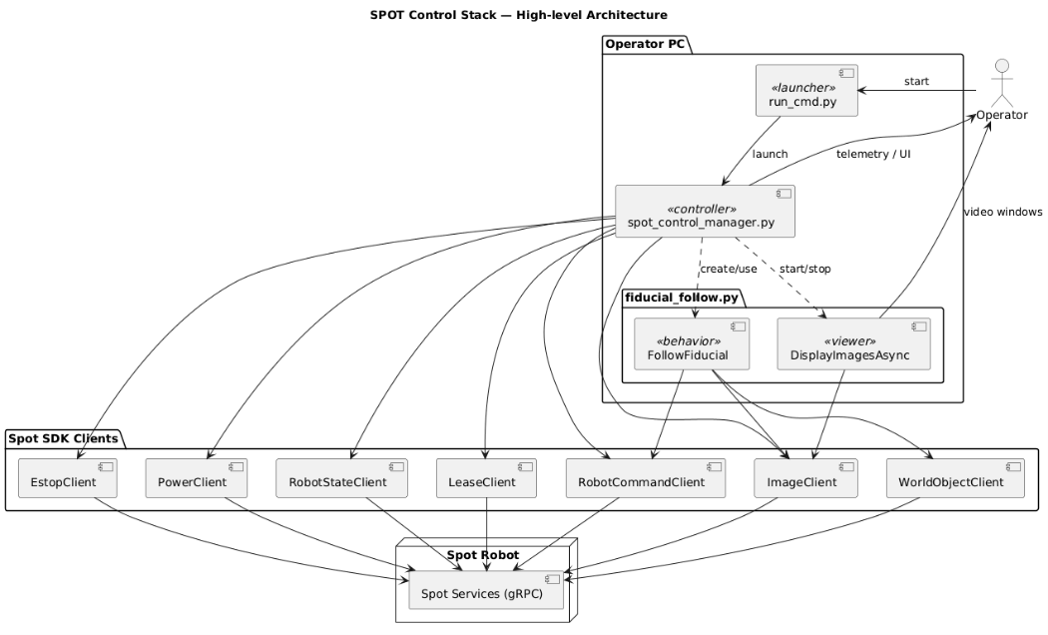 SPOT Control Stack — High-level Architecture
Operator PC
«launcher»
run_cmd.py
start
Operator
launch
telemetry / UI
«controller»
spot_control_manager.py
video windows
create/use
start/stop
fiducial_follow.py
«behavior»
FollowFiducial
«viewer»
DisplayImagesAsync
Spot SDK Clients
EstopClient
PowerClient
RobotStateClient
LeaseClient
RobotCommandClient
ImageClient
WorldObjectClient
Spot Robot
Spot Services (gRPC)